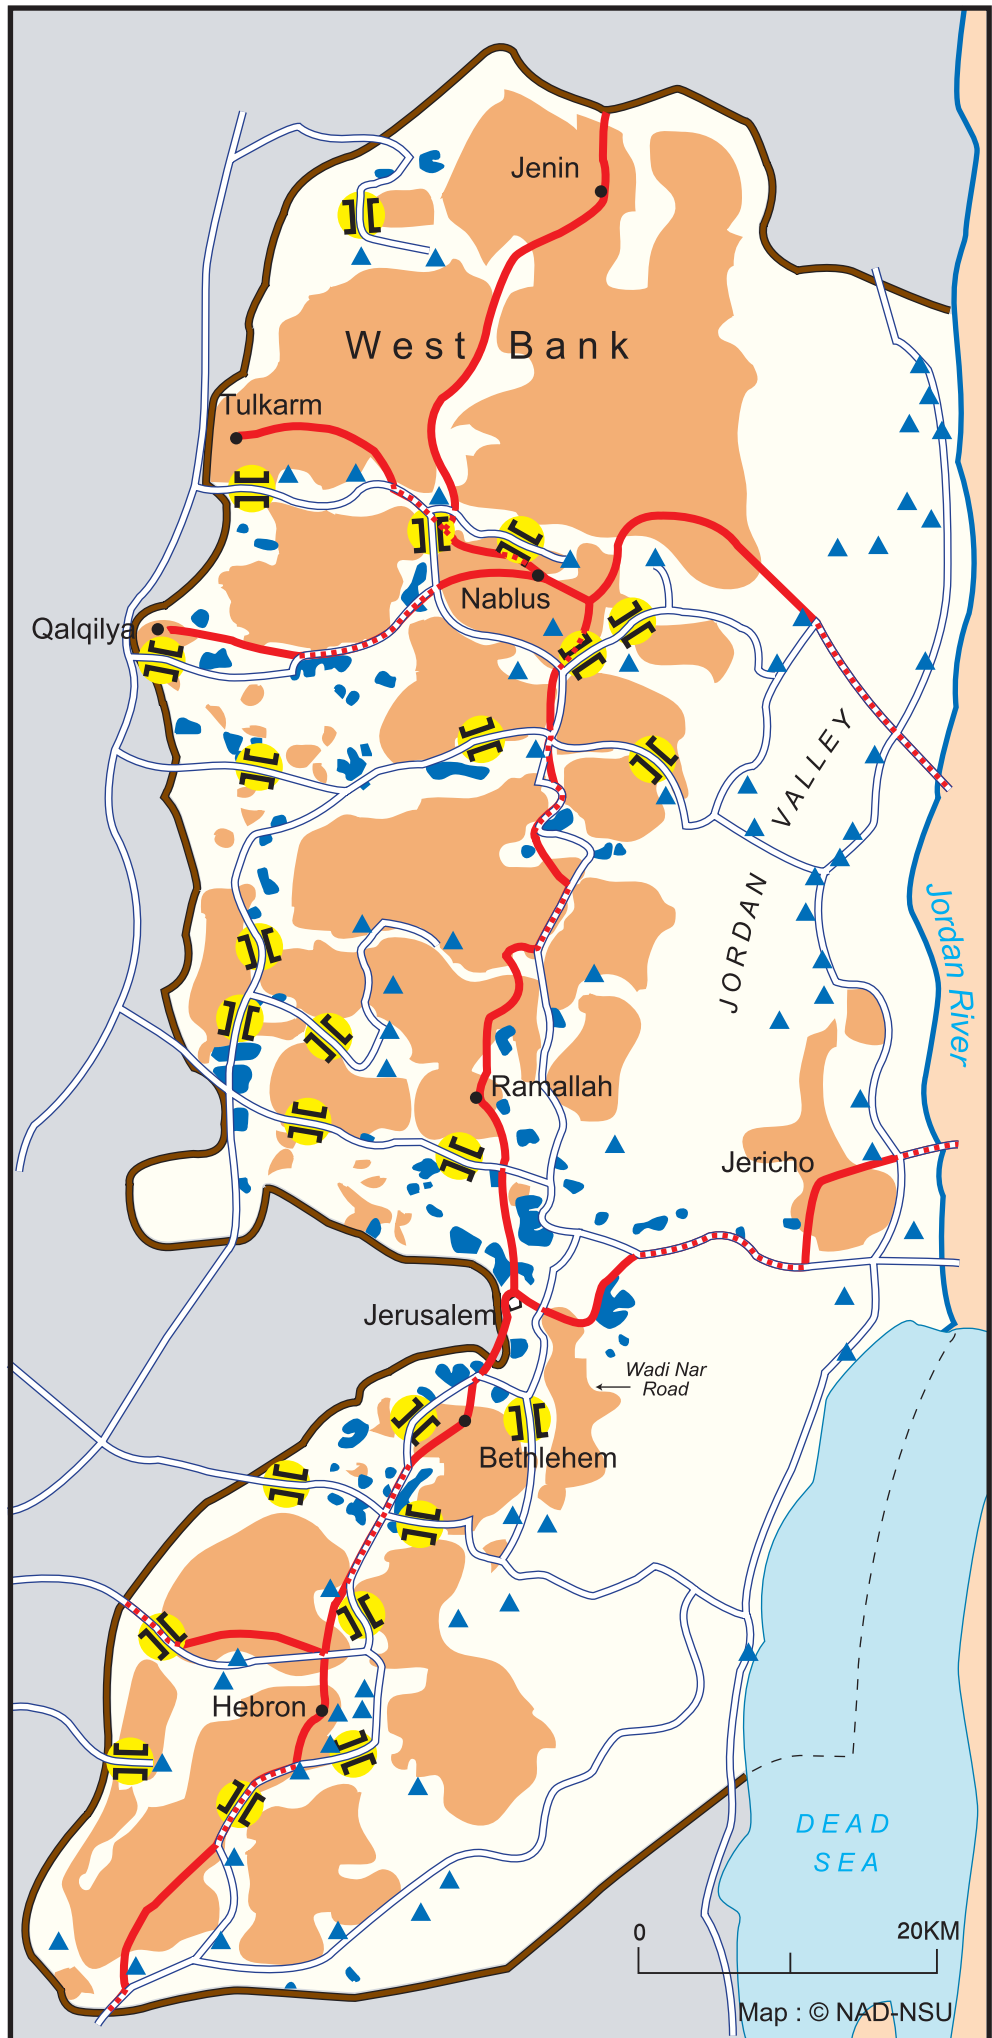 Jenin
West Bank
Tulkarm
Nablus
Qalqilya
JORDAN VALLEY
Jordan River
Ramallah
Jericho
Jerusalem
Wadi Nar
Road
Bethlehem
Hebron
DEAD
SEA
0 20KM
Map : © NAD-NSU